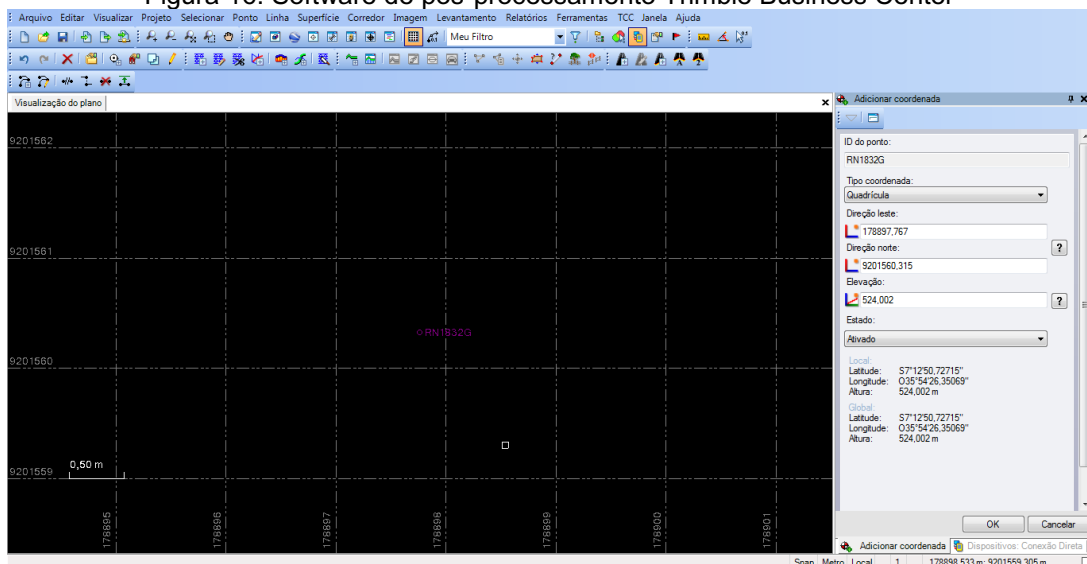 Figura 10: Software de pós-processamento Trimble Business Center
Arquivo Editar Visualizar Projeto Selecionar Ponto Linha Superfície Corredor Imagem Levantamento Relatórios Ferramentas TCC Janela Ajuda
Meu Filtro
Visualização do plano
Adicionar coordenada
ID do ponto:
RN1832G
Tipo coordenada:
Quadrícula
Direção leste:
178897,767
Direção norte:
9201560,315
Elevação:
524,002
Estado:
Ativado
Local:
Latitude: S7°12'50,72715"
Longitude: O35°54'26,35069"
Altura: 524,002 m
Global:
Latitude: S7°12'50,72715"
Longitude: O35°54'26,35069"
Altura: 524,002 m
OK Cancelar
Adicionar coordenada Dispositivos: Conexão Direta
9201562
9201561
RN1832G
9201560
9201559
0,50 m
178895 178896 178897 178898 178899 178900 178901
Snap Metro Local 1 178898,533 m; 9201559,305 m